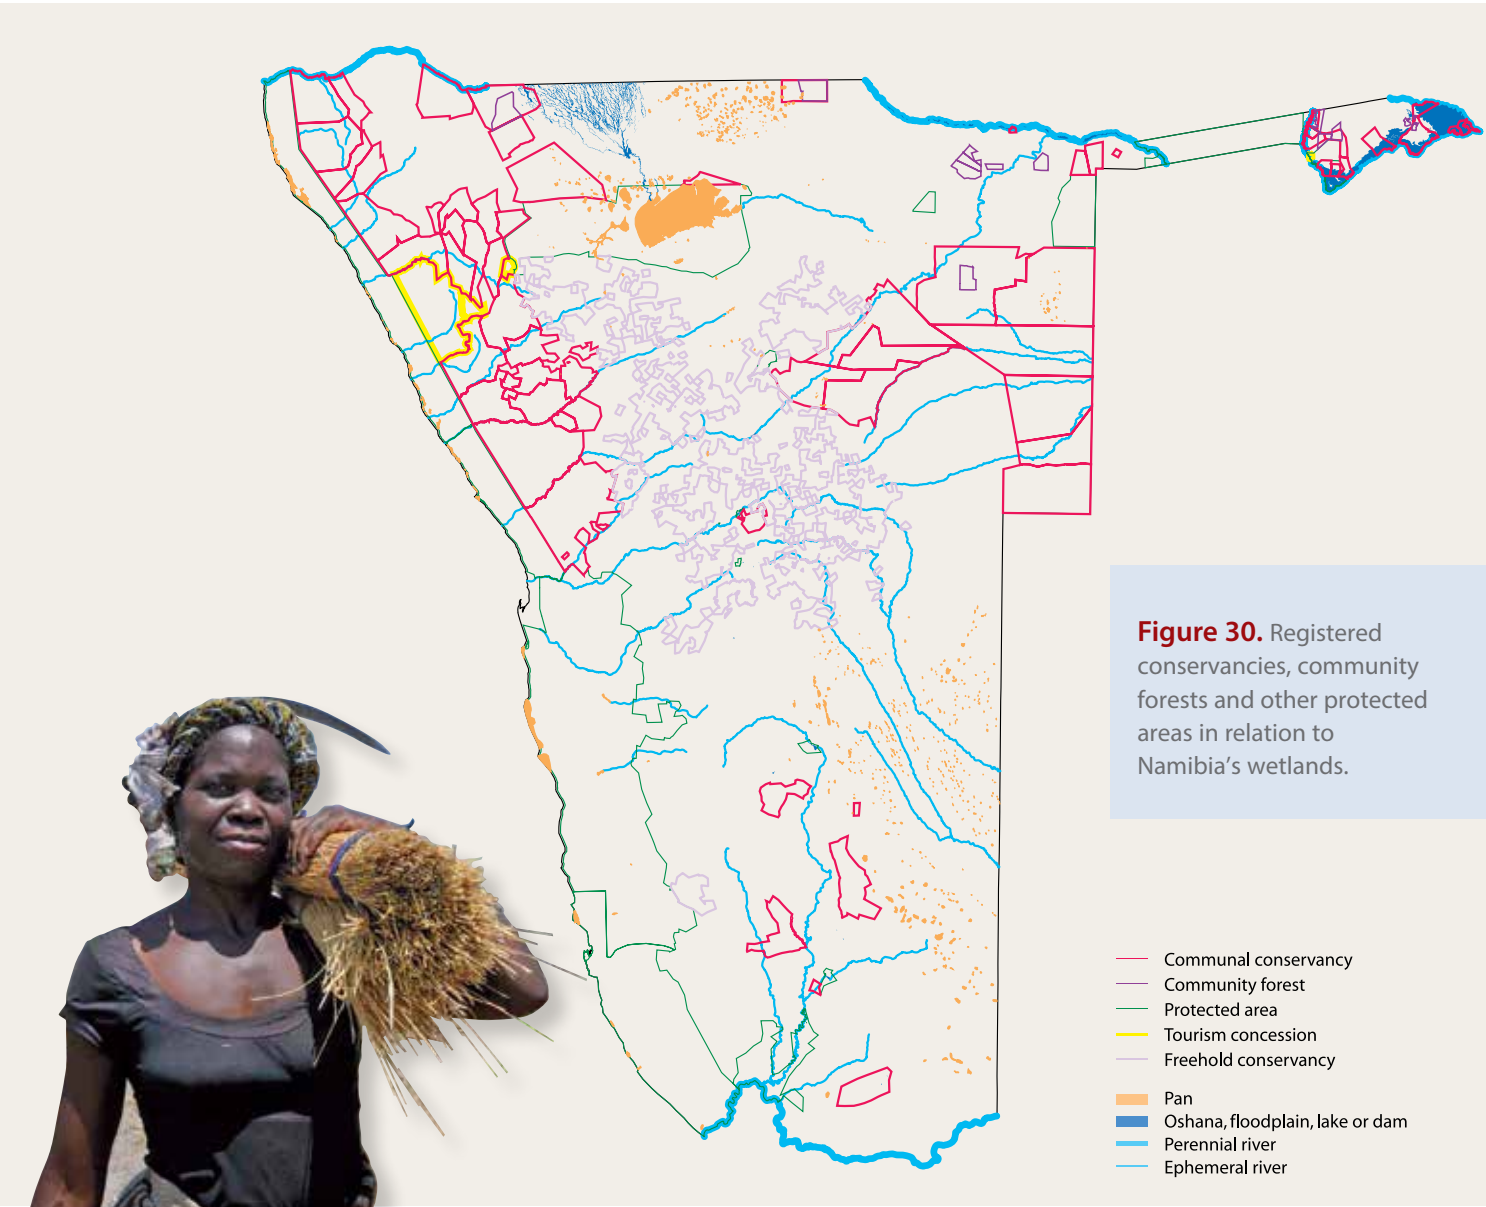 Figure 30. Registered
conservancies, community
forests and other protected
areas in relation to
Namibia's wetlands.
Communal conservancy
Community forest
Protected area
Tourism concession
Freehold conservancy
Pan
Oshana, floodplain, lake or dam
Perennial river
Ephemeral river